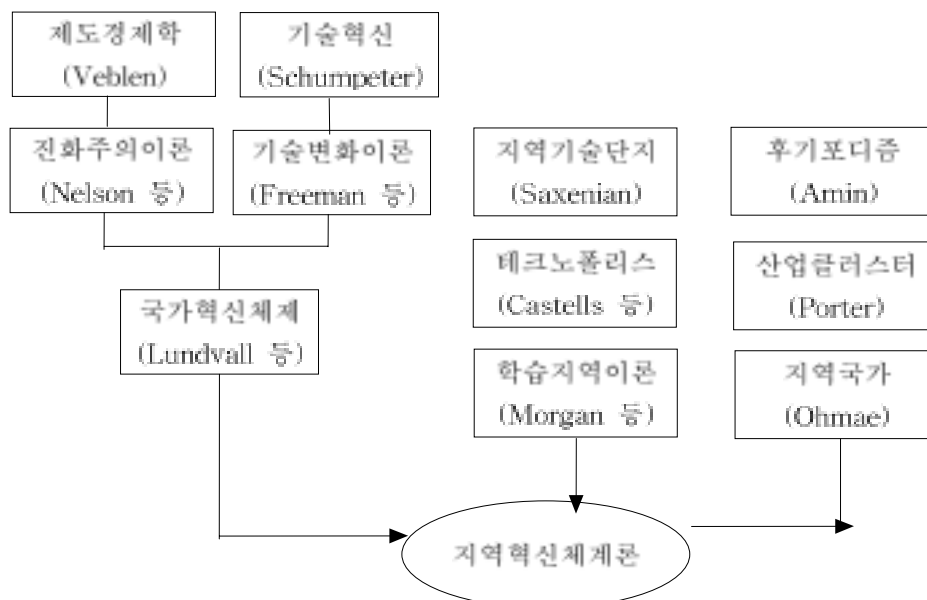 제도경제학
(Veblen)
기술혁신
(Schumpeter)
진화주의이론
(Nelson 등)
기술변화이론
(Freeman 등)
지역기술단지
(Saxenian)
후기포디즘
(Amin)
국가혁신체제
(Lundvall 등)
테크노폴리스
(Castells 등)
산업클러스터
(Porter)
학습지역이론
(Morgan 등)
지역국가
(Ohmae)
지역혁신체계론